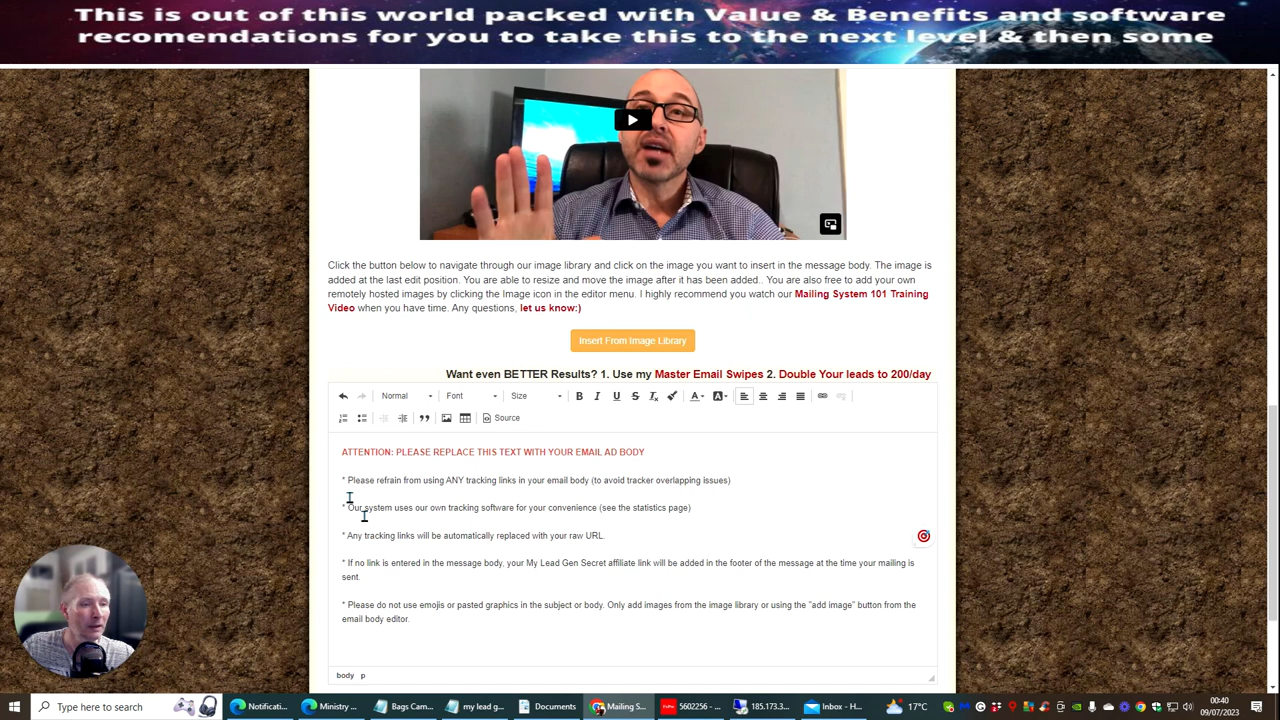 This is out of this world packed with Value & Benefits and software
recomendations for you to take this to the next level & then some
Click the button below to navigate through our image library and click on the image you want to insert in the message body. The image is
added at the last edit position. You are able to resize and move the image after it has been added.. You are also free to add your own
remotely hosted images by clicking the Image icon in the editor menu. I highly recommend you watch our Mailing System 101 Training
Video when you have time. Any questions, let us know:)
Insert From Image Library
Want even BETTER Results? 1. Use my Master Email Swipes 2. Double Your leads to 200/day
Normal Font Size B I U S Tx A A
Source
ATTENTION: PLEASE REPLACE THIS TEXT WITH YOUR EMAIL AD BODY
* Please refrain from using ANY tracking links in your email body (to avoid tracker overlapping issues)
* Our system uses our own tracking software for your convenience (see the statistics page)
* Any tracking links will be automatically replaced with your raw URL.
* If no link is entered in the message body, your My Lead Gen Secret affiliate link will be added in the footer of the message at the time your mailing is
sent.
* Please do not use emojis or pasted graphics in the subject or body. Only add images from the image library or using the "add image" button from the
email body editor.
body p
Type here to search Notificati... Ministry ... Bags Cam... my lead g... Documents Mailing S... 5602256 - ... 185.173.3... Inbox - H... 17°C
00:40
09/07/2023